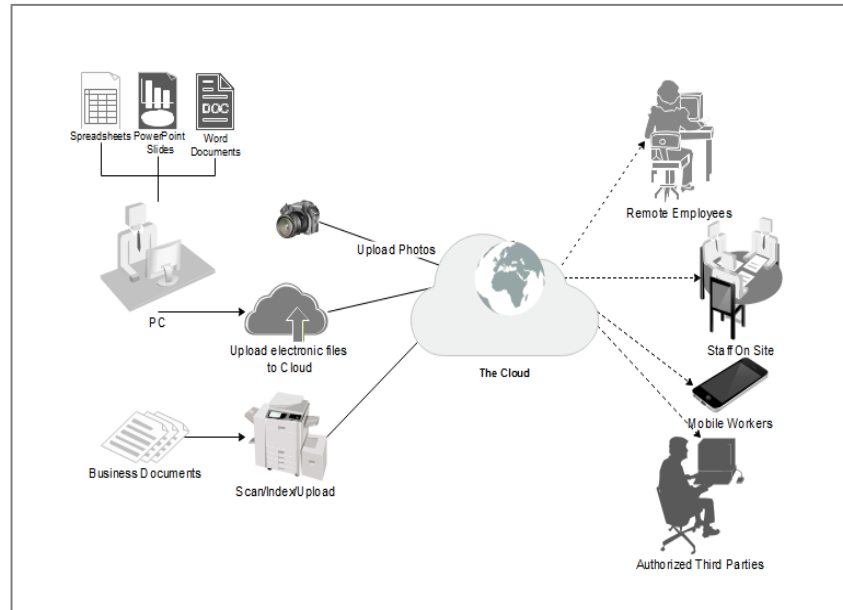 DOC
Spreadsheets
PowerPoint
Slides
Word
Documents
Remote Employees
Upload Photos
PC
Upload electronic files
to Cloud
The Cloud
Staff On Site
Mobile Workers
Business Documents
Scan/Index/Upload
Authorized Third Parties